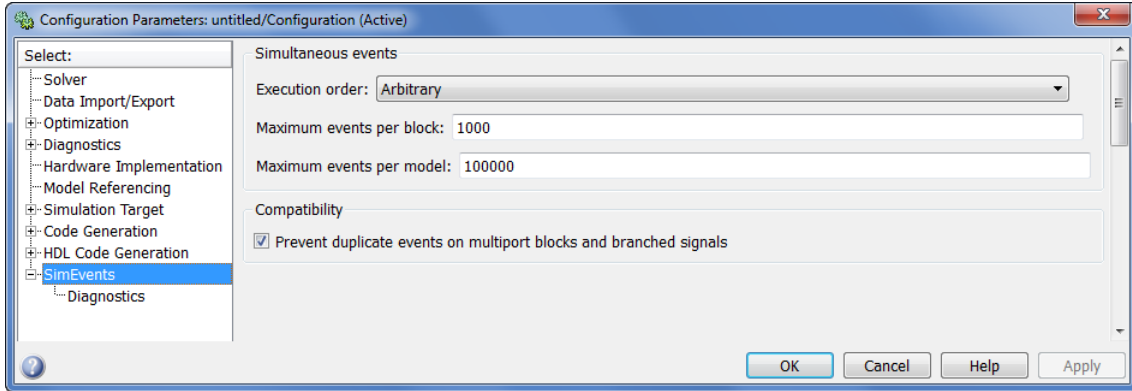 Configuration Parameters: untitled/Configuration (Active)
Select:
Solver
Data Import/Export
Optimization
Diagnostics
Hardware Implementation
Model Referencing
Simulation Target
Code Generation
HDL Code Generation
SimEvents
Diagnostics
Simultaneous events
Execution order: Arbitrary
Maximum events per block: 1000
Maximum events per model: 100000
Compatibility
Prevent duplicate events on multiport blocks and branched signals
OK Cancel Help Apply